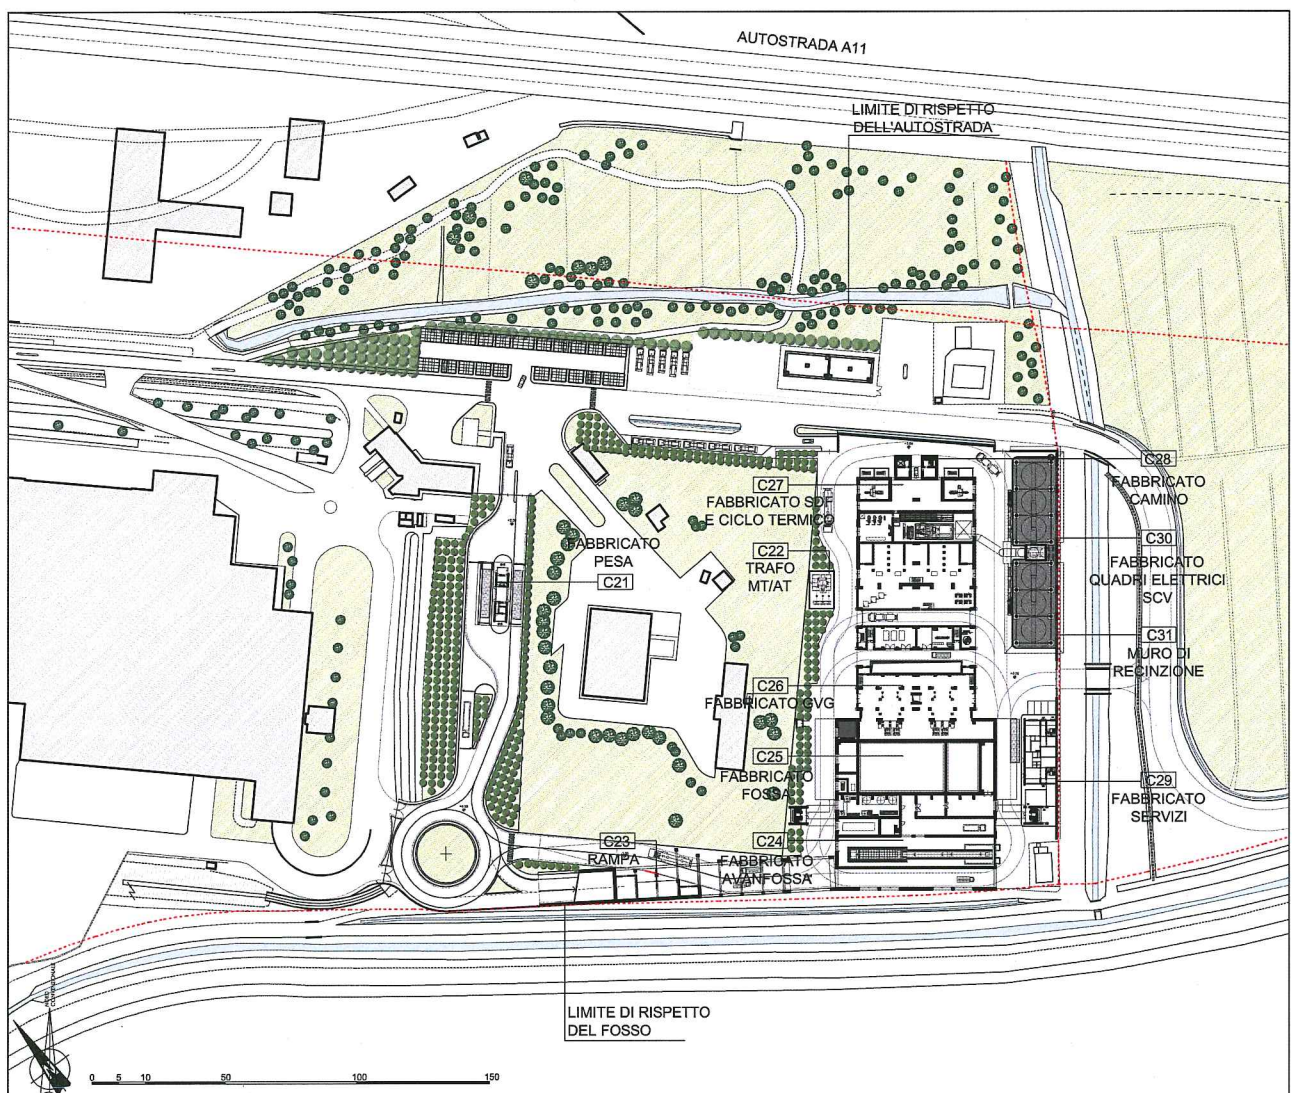 AUTOSTRADA A11
LIMITE DI RISPETTO
DELL'AUTOSTRADA
C28
FABBRICATO
CAMINO
C27
FABBRICATO SDF
E CICLO TERMICO
C30
FABBRICATO
QUADRI ELETTRICI
SCV
C22
TRAFO
MT/AT
FABBRICATO
PESA
C21
C31
MURO DI
RECINZIONE
C26
FABBRICATO GVG
C25
FABBRICATO
FOSSA
C29
FABBRICATO
SERVIZI
C23
RAMPA
C24
FABBRICATO
AVANFOSSA
LIMITE DI RISPETTO
DEL FOSSO
0 5 10 50 100 150